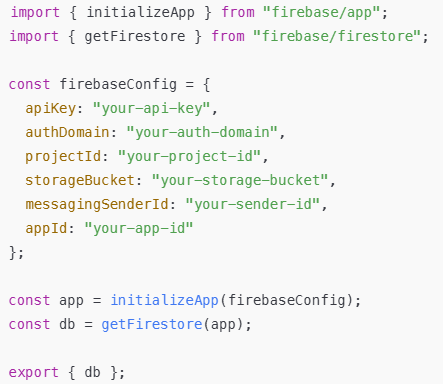 import { initializeApp } from "firebase/app";
import { getFirestore } from "firebase/firestore";

const firebaseConfig = {
  apiKey: "your-api-key",
  authDomain: "your-auth-domain",
  projectId: "your-project-id",
  storageBucket: "your-storage-bucket",
  messagingSenderId: "your-sender-id",
  appId: "your-app-id"
};

const app = initializeApp(firebaseConfig);
const db = getFirestore(app);

export { db };